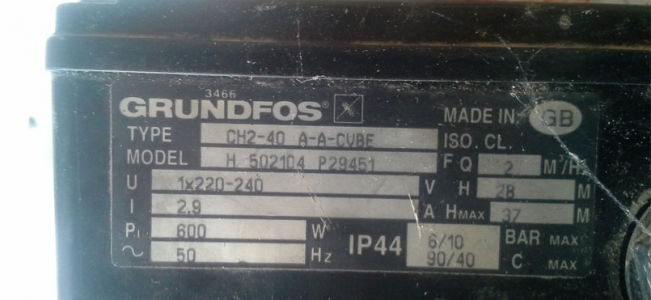 3466
GRUNDFOS® MADE IN GB
TYPE CH2-40 A-A-CVBE ISO. CL.
MODEL H 502104 P29451 F Q 2 M³/H
U 1x220-240 V H 28 M
I 2.9 A HMAX 37 M
P1 600 W IP44 6/10 BAR MAX
~ 50 Hz 90/40 °C MAX